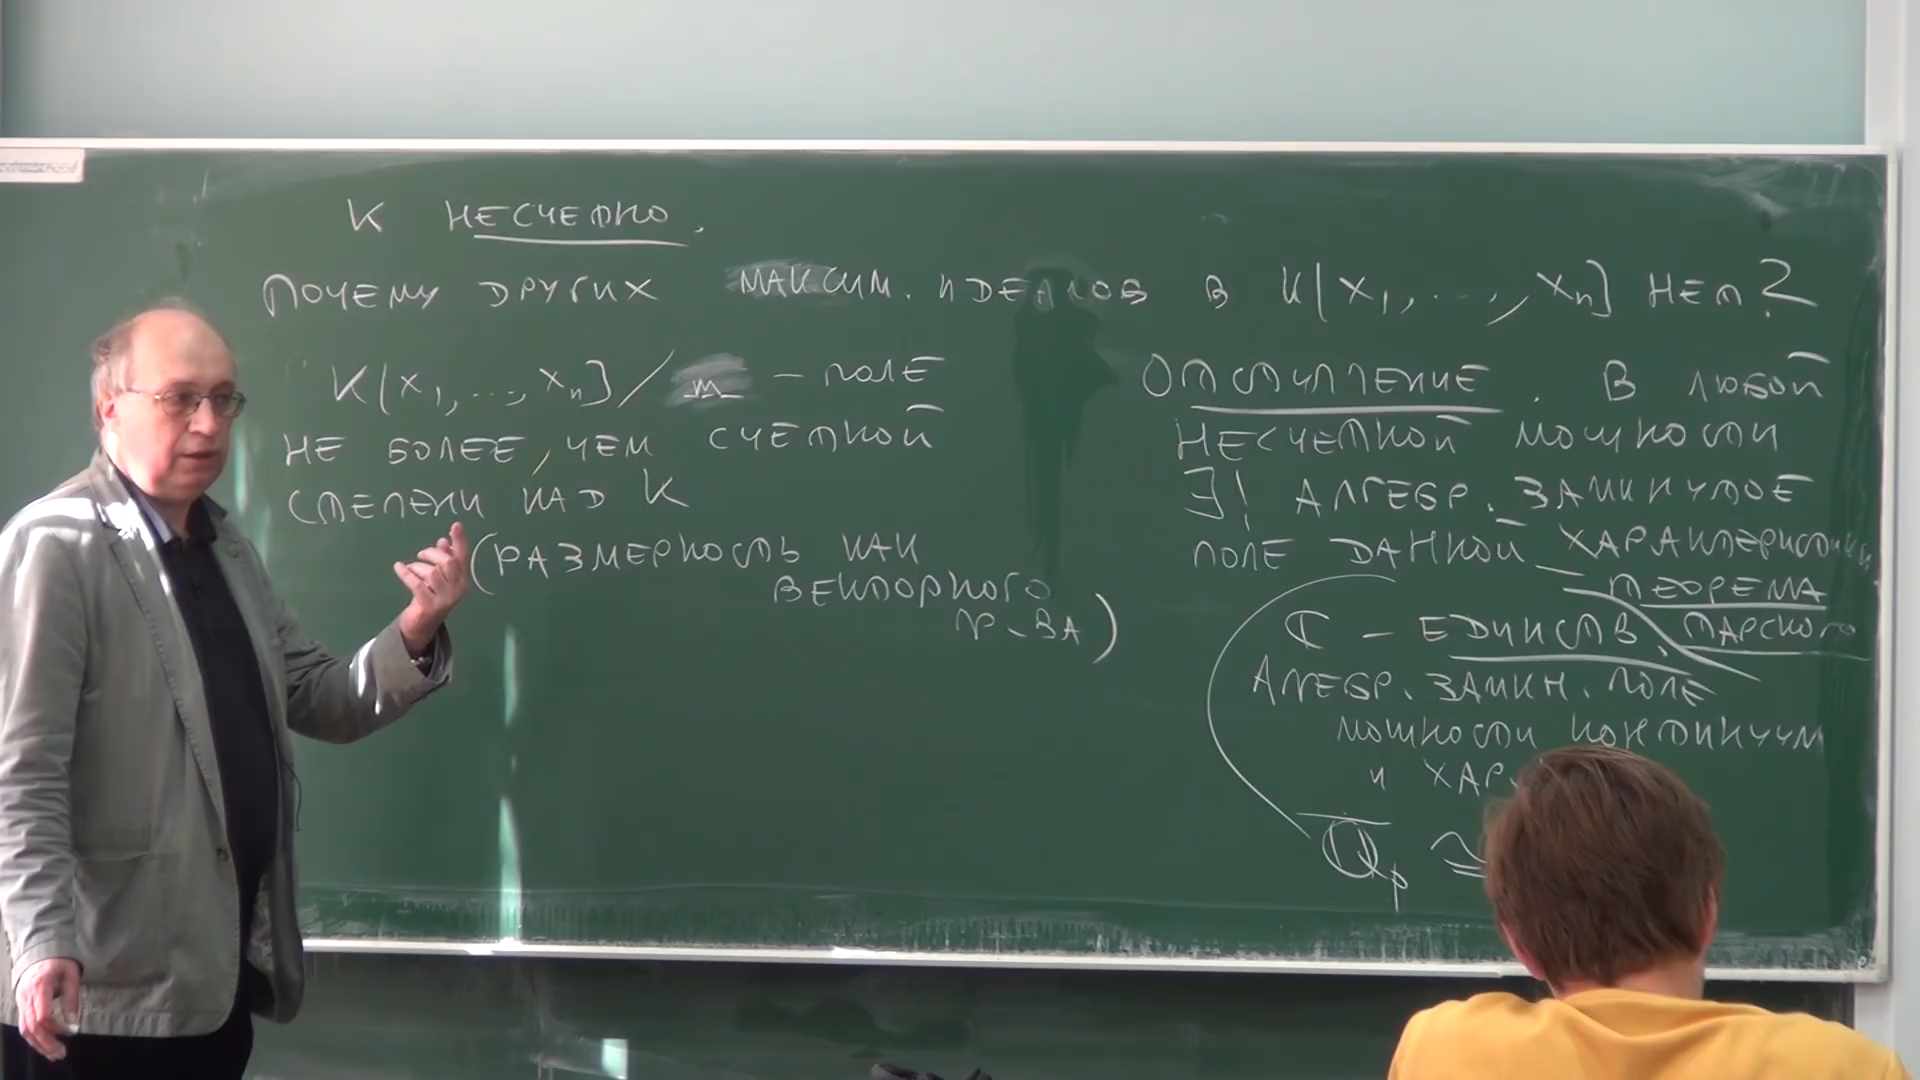 K НЕСЧЕТНО.
ПОЧЕМУ ДРУГИХ МАКСИМ. ИДЕАЛОВ В K[x₁, ..., xₙ] НЕТ?
K[x₁, ..., xₙ] / m – ПОЛЕ
НЕ БОЛЕЕ, ЧЕМ СЧЕТНОЙ
СТЕПЕНИ НАД K
(РАЗМЕРНОСТЬ КАК
ВЕКТОРНОГО
ПР-ВА)
ОТСТУПЛЕНИЕ. В ЛЮБОЙ
НЕСЧЕТНОЙ МОЩНОСТИ
∃! АЛГЕБР. ЗАМКНУТОЕ
ПОЛЕ ДАННОЙ ХАРАКТЕРИСТИКИ
– ТЕОРЕМА
ТАРСКОГО
ℂ – ЕДИНСТВ.
АЛГЕБР. ЗАМКН. ПОЛЕ
МОЩНОСТИ КОНТИНУУМ
И ХАР.
ℚ̅ₚ ≃